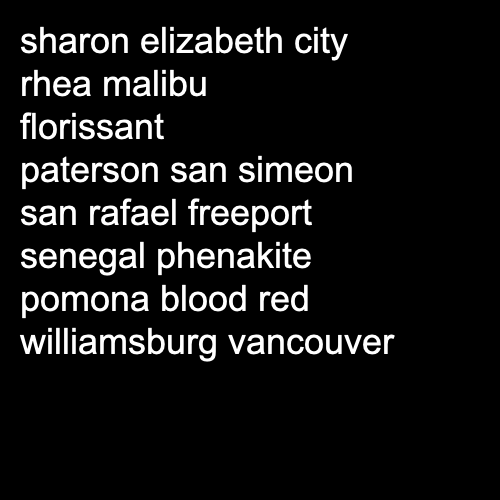 sharon elizabeth city
rhea malibu
florissant
paterson san simeon
san rafael freeport
senegal phenakite
pomona blood red
williamsburg vancouver